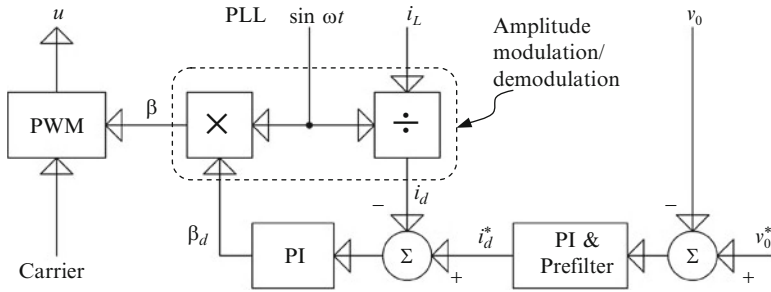 u
PLL
sin ωt
i_L
v_0
Amplitude
modulation/
demodulation
PWM
β
×
÷
i_d
−
−
β_d
PI
Σ
i_d^*
PI &
Prefilter
Σ
v_0^*
+
+
Carrier